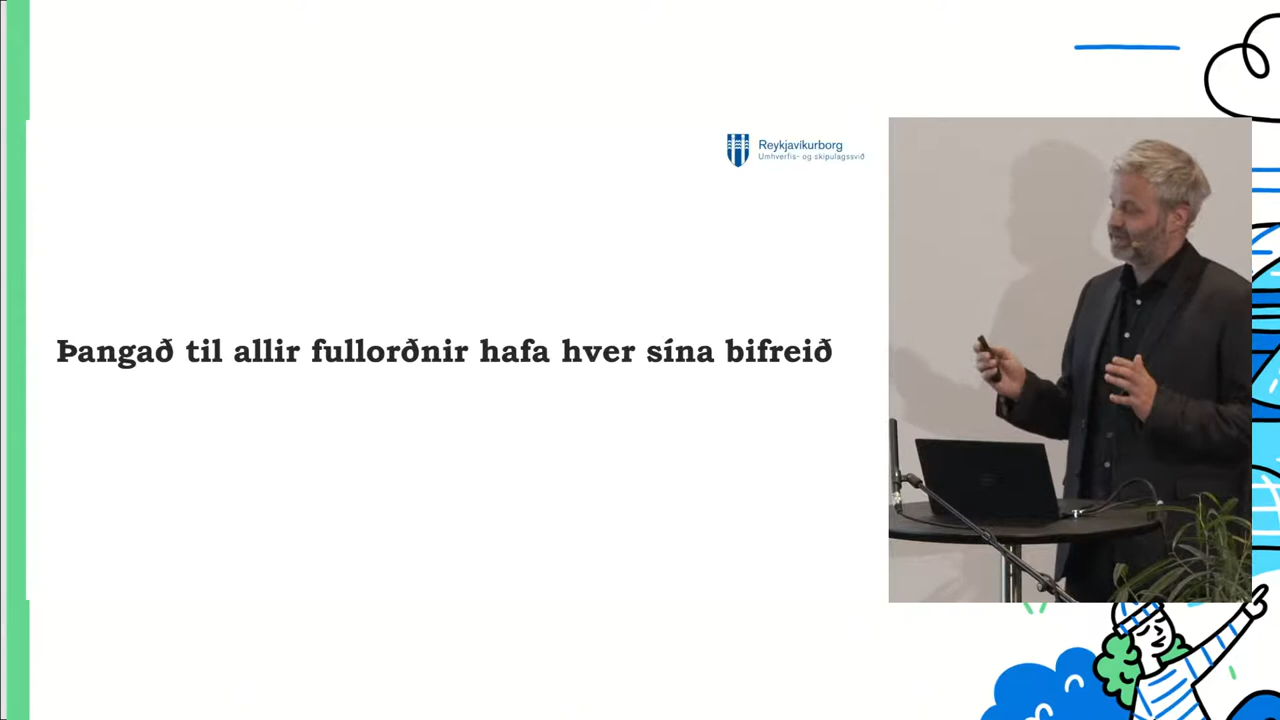 Reykjavíkurborg
Umhverfis- og skipulagssvið
Þangað til allir fullorðnir hafa hver sína bifreið